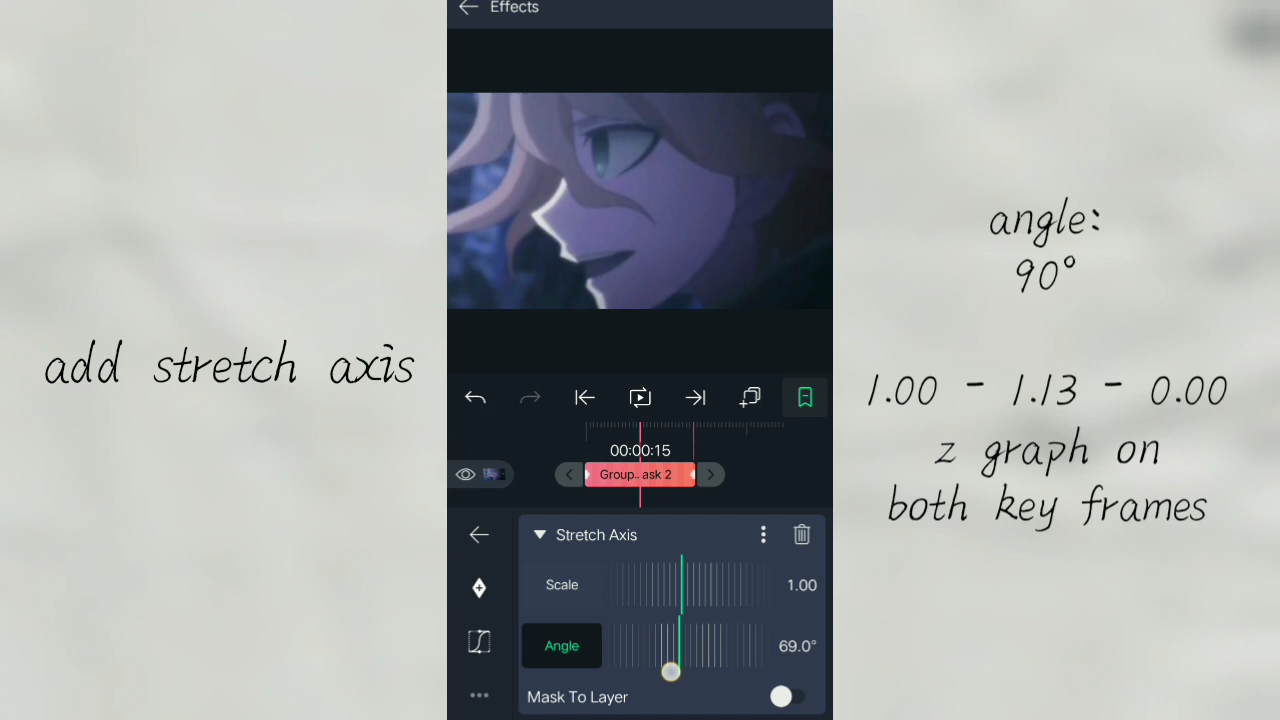 Effects
add stretch axis
angle:
90°
1.00 - 1.13 - 0.00
z graph on
both key frames
00:00:15
Group.. ask 2
Stretch Axis
Scale 1.00
Angle 69.0°
Mask To Layer